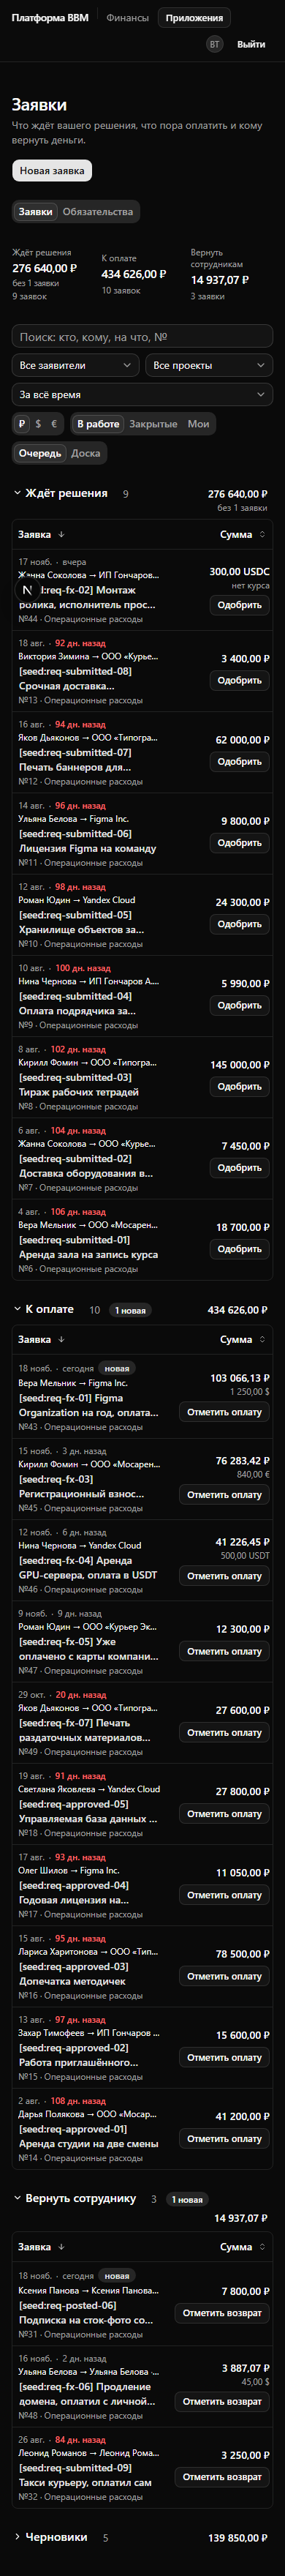 Платформа BBM
Финансы
Приложения
ВТ
Выйти
Заявки
Что ждёт вашего решения, что пора оплатить и кому
вернуть деньги.
Новая заявка
Заявки
Обязательства
Ждёт решения
276 640,00 ₽
без 1 заявки
9 заявок
К оплате
434 626,00 ₽
10 заявок
Вернуть
сотрудникам
14 937,07 ₽
3 заявки
Поиск: кто, кому, на что, №
Все заявители
Все проекты
За всё время
₽ $ €
В работе Закрытые Мои
Очередь Доска
Ждёт решения 9 276 640,00 ₽
без 1 заявки
Заявка ↓ Сумма
17 нояб. · вчера
Жанна Соколова → ИП Гончаров...
300,00 USDC
нет курса
N
d:req-fx-02] Монтаж
ролика, исполнитель прос...
Одобрить
№44 · Операционные расходы
18 авг. · 92 дн. назад
Виктория Зимина → ООО «Курье...
3 400,00 ₽
[seed:req-submitted-08]
Срочная доставка...
Одобрить
№13 · Операционные расходы
16 авг. · 94 дн. назад
Яков Дьяконов → ООО «Типогра...
62 000,00 ₽
[seed:req-submitted-07]
Печать баннеров для...
Одобрить
№12 · Операционные расходы
14 авг. · 96 дн. назад
Ульяна Белова → Figma Inc.
9 800,00 ₽
[seed:req-submitted-06]
Лицензия Figma на команду
Одобрить
№11 · Операционные расходы
12 авг. · 98 дн. назад
Роман Юдин → Yandex Cloud
24 300,00 ₽
[seed:req-submitted-05]
Хранилище объектов за...
Одобрить
№10 · Операционные расходы
10 авг. · 100 дн. назад
Нина Чернова → ИП Гончаров А....
5 990,00 ₽
[seed:req-submitted-04]
Оплата подрядчика за...
Одобрить
№9 · Операционные расходы
8 авг. · 102 дн. назад
Кирилл Фомин → ООО «Типогра...
145 000,00 ₽
[seed:req-submitted-03]
Тираж рабочих тетрадей
Одобрить
№8 · Операционные расходы
6 авг. · 104 дн. назад
Жанна Соколова → ООО «Курье...
7 450,00 ₽
[seed:req-submitted-02]
Доставка оборудования в...
Одобрить
№7 · Операционные расходы
4 авг. · 106 дн. назад
Вера Мельник → ООО «Мосарен...
18 700,00 ₽
[seed:req-submitted-01]
Аренда зала на запись курса
Одобрить
№6 · Операционные расходы
К оплате 10 1 новая 434 626,00 ₽
Заявка ↓ Сумма
18 нояб. · сегодня новая
Вера Мельник → Figma Inc.
103 066,13 ₽
1 250,00 $
[seed:req-fx-01] Figma
Organization на год, оплата...
Отметить оплату
№43 · Операционные расходы
15 нояб. · 3 дн. назад
Кирилл Фомин → ООО «Мосарен...
76 283,42 ₽
840,00 €
[seed:req-fx-03]
Регистрационный взнос...
Отметить оплату
№45 · Операционные расходы
12 нояб. · 6 дн. назад
Нина Чернова → Yandex Cloud
41 226,45 ₽
500,00 USDT
[seed:req-fx-04] Аренда
GPU-сервера, оплата в USDT
Отметить оплату
№46 · Операционные расходы
9 нояб. · 9 дн. назад
Роман Юдин → ООО «Курьер Эк...
12 300,00 ₽
[seed:req-fx-05] Уже
оплачено с карты компани...
Отметить оплату
№47 · Операционные расходы
29 окт. · 20 дн. назад
Яков Дьяконов → ООО «Типогра...
27 600,00 ₽
[seed:req-fx-07] Печать
раздаточных материалов...
Отметить оплату
№49 · Операционные расходы
19 авг. · 91 дн. назад
Светлана Яковлева → Yandex Cloud
27 800,00 ₽
[seed:req-approved-05]
Управляемая база данных ...
Отметить оплату
№18 · Операционные расходы
17 авг. · 93 дн. назад
Олег Шилов → Figma Inc.
11 050,00 ₽
[seed:req-approved-04]
Годовая лицензия на...
Отметить оплату
№17 · Операционные расходы
15 авг. · 95 дн. назад
Лариса Харитонова → ООО «Тип...
78 500,00 ₽
[seed:req-approved-03]
Допечатка методичек
Отметить оплату
№16 · Операционные расходы
13 авг. · 97 дн. назад
Захар Тимофеев → ИП Гончаров ...
15 600,00 ₽
[seed:req-approved-02]
Работа приглашённого...
Отметить оплату
№15 · Операционные расходы
2 авг. · 108 дн. назад
Дарья Полякова → ООО «Мосар...
41 200,00 ₽
[seed:req-approved-01]
Аренда студии на две смены
Отметить оплату
№14 · Операционные расходы
Вернуть сотруднику 3 1 новая
14 937,07 ₽
Заявка ↓ Сумма
18 нояб. · сегодня новая
Ксения Панова → Ксения Панова...
7 800,00 ₽
[seed:req-posted-06]
Подписка на сток-фото со...
Отметить возврат
№31 · Операционные расходы
16 нояб. · 2 дн. назад
Ульяна Белова → Ульяна Белова ·...
3 887,07 ₽
45,00 $
[seed:req-fx-06] Продление
домена, оплатил с личной...
Отметить возврат
№48 · Операционные расходы
26 авг. · 84 дн. назад
Леонид Романов → Леонид Рома...
3 250,00 ₽
[seed:req-submitted-09]
Такси курьеру, оплатил сам
Отметить возврат
№32 · Операционные расходы
Черновики 5 139 850,00 ₽